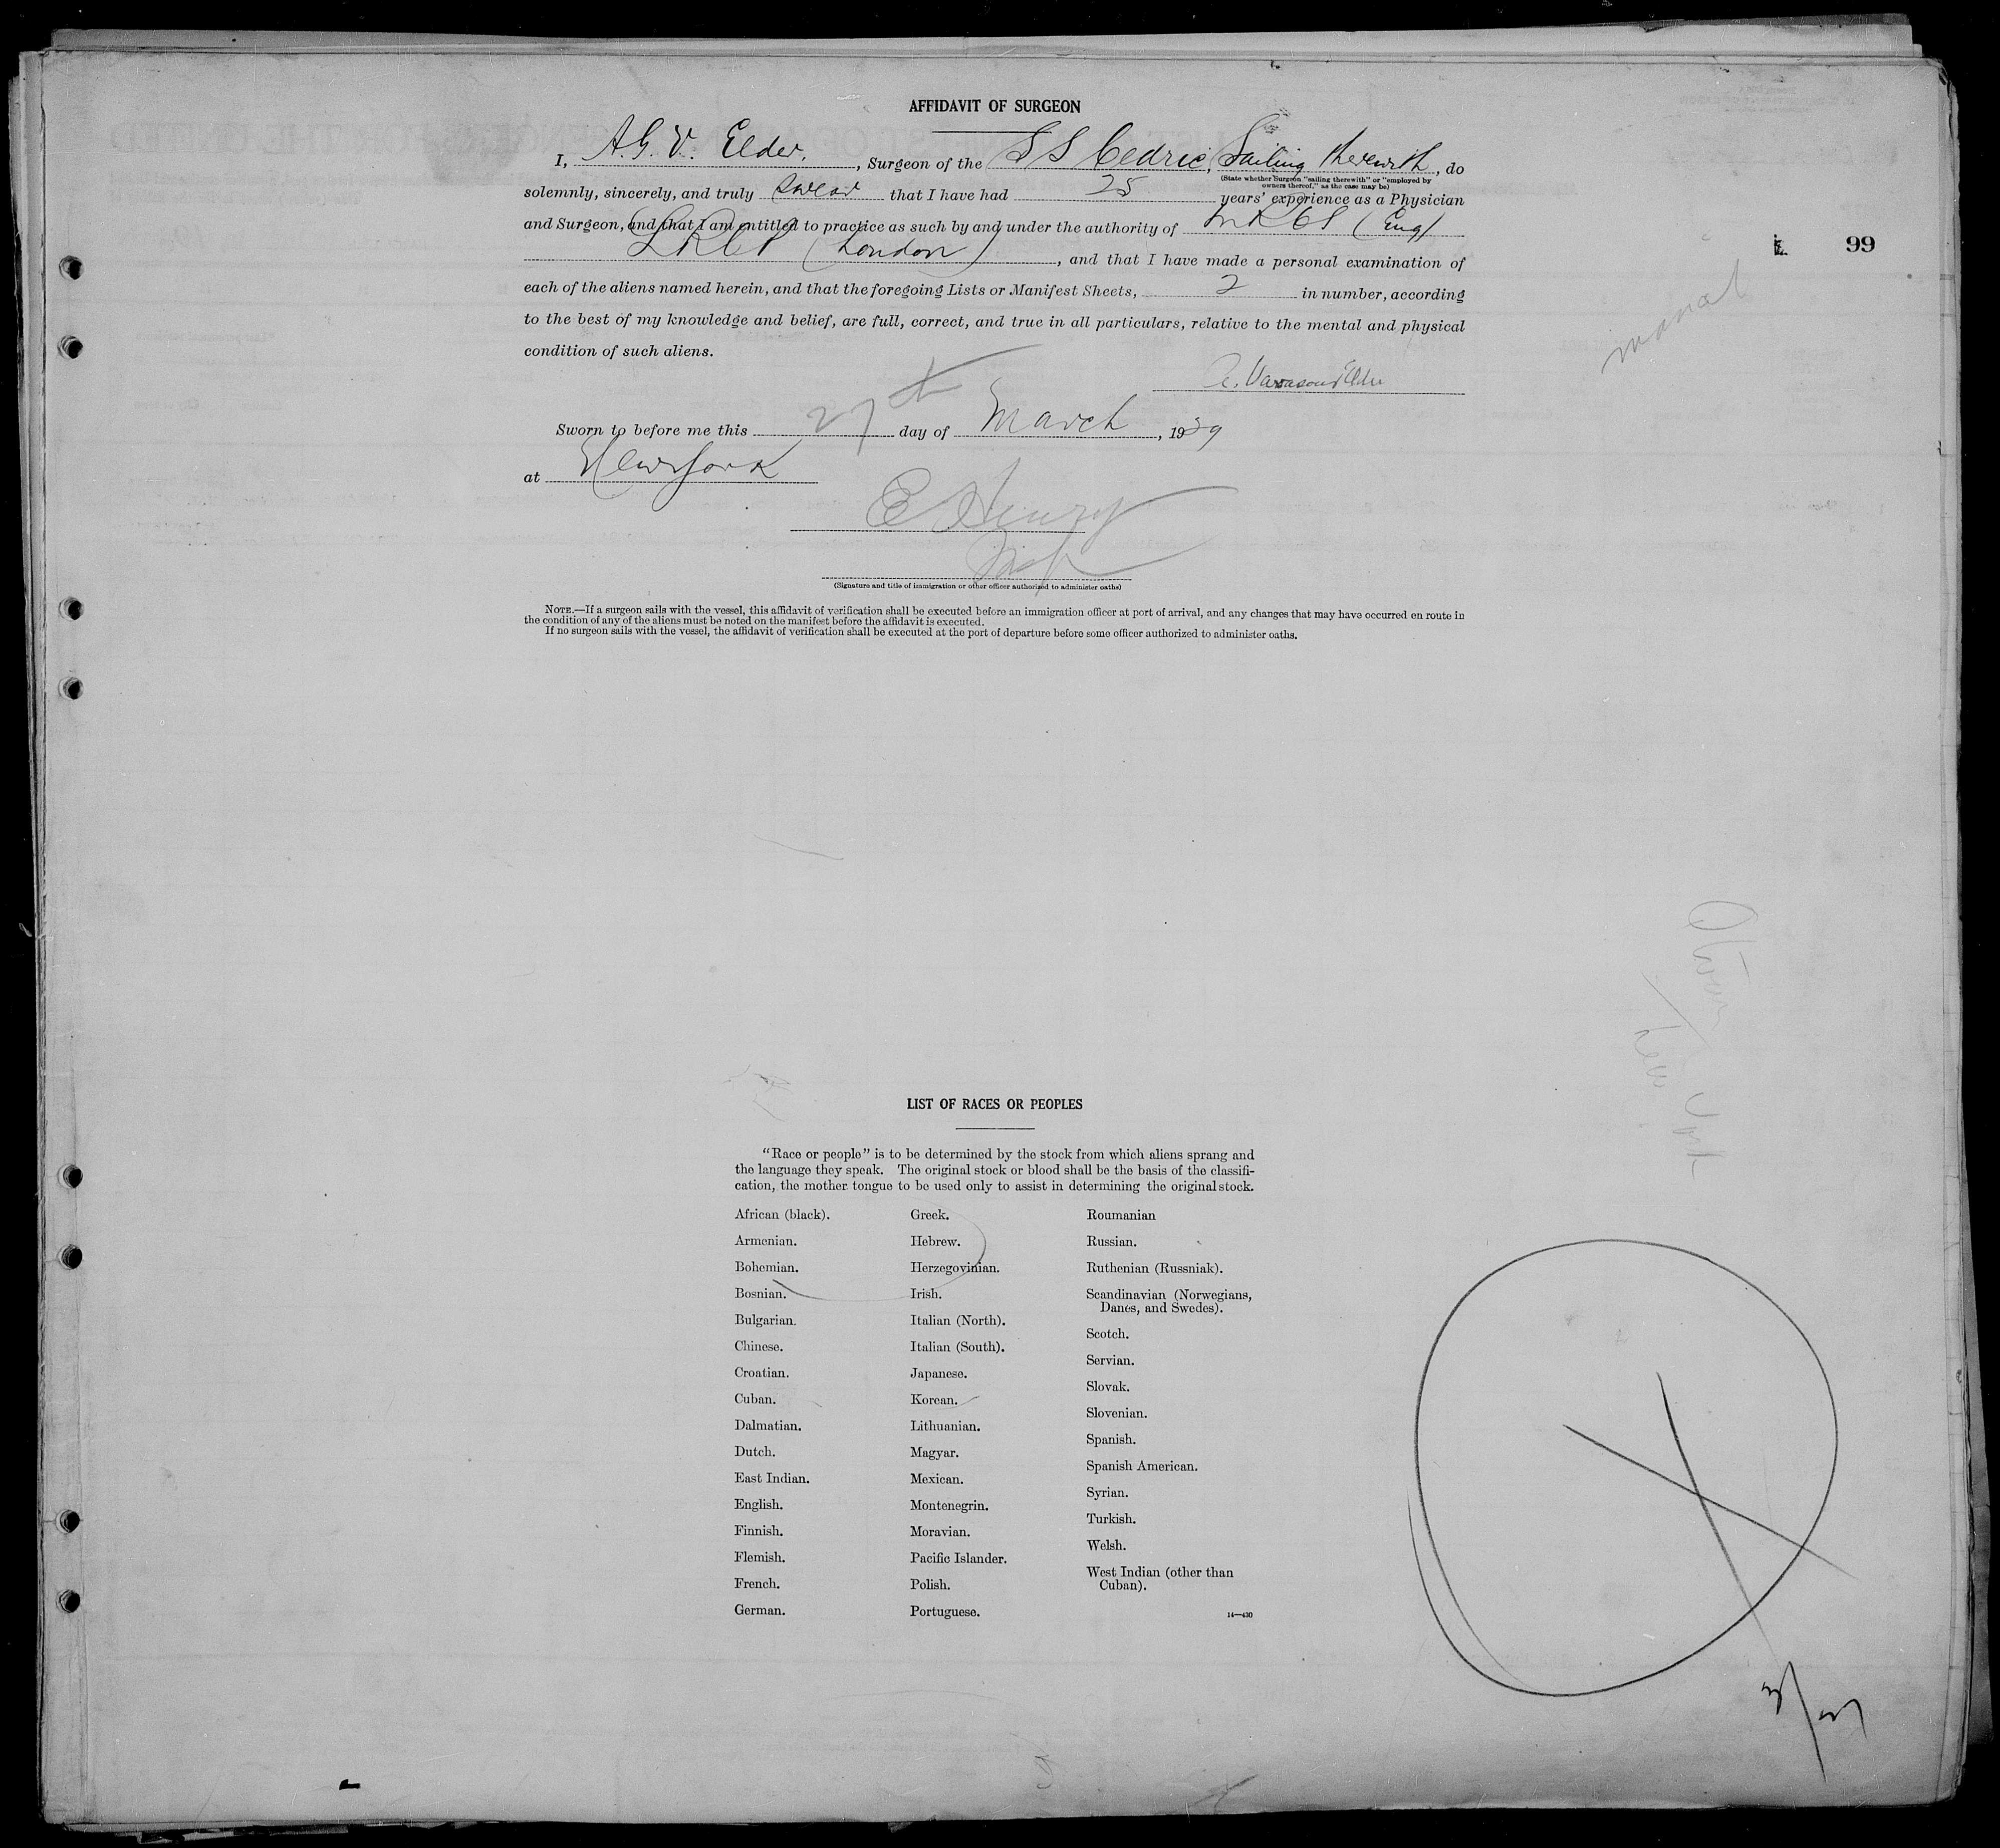 AFFIDAVIT OF SURGEON
I, A.G.V. Elder, Surgeon of the SS Cedric, Sailing therewith, do
(State whether Surgeon "sailing therewith" or "employed by
owners thereof," as the case may be)
solemnly, sincerely, and truly swear that I have had 25 years' experience as a Physician
and Surgeon, and that I am entitled to practice as such by and under the authority of MRCS (Eng)
LRCP (London), and that I have made a personal examination of
each of the aliens named herein, and that the foregoing Lists or Manifest Sheets, 2 in number, according
to the best of my knowledge and belief, are full, correct, and true in all particulars, relative to the mental and physical
condition of such aliens.
Sworn to before me this 27th day of March, 1929
at New York
E Henry
(Signature and title of immigration or other officer authorized to administer oaths)
NOTE.—If a surgeon sails with the vessel, this affidavit of verification shall be executed before an immigration officer at port of arrival, and any changes that may have occurred en route in
the condition of any of the aliens must be noted on the manifest before the affidavit is executed.
If no surgeon sails with the vessel, the affidavit of verification shall be executed at the port of departure before some officer authorized to administer oaths.
99
LIST OF RACES OR PEOPLES
"Race or people" is to be determined by the stock from which aliens sprang and
the language they speak. The original stock or blood shall be the basis of the classifi-
cation, the mother tongue to be used only to assist in determining the original stock.
African (black).
Armenian.
Bohemian.
Bosnian.
Bulgarian.
Chinese.
Croatian.
Cuban.
Dalmatian.
Dutch.
East Indian.
English.
Finnish.
Flemish.
French.
German.
Greek.
Hebrew.
Herzegovinian.
Irish.
Italian (North).
Italian (South).
Japanese.
Korean.
Lithuanian.
Magyar.
Mexican.
Montenegrin.
Moravian.
Pacific Islander.
Polish.
Portuguese.
Roumanian
Russian.
Ruthenian (Russniak).
Scandinavian (Norwegians,
Danes, and Swedes).
Scotch.
Servian.
Slovak.
Slovenian.
Spanish.
Spanish American.
Syrian.
Turkish.
Welsh.
West Indian (other than
Cuban).
14—430
3/27